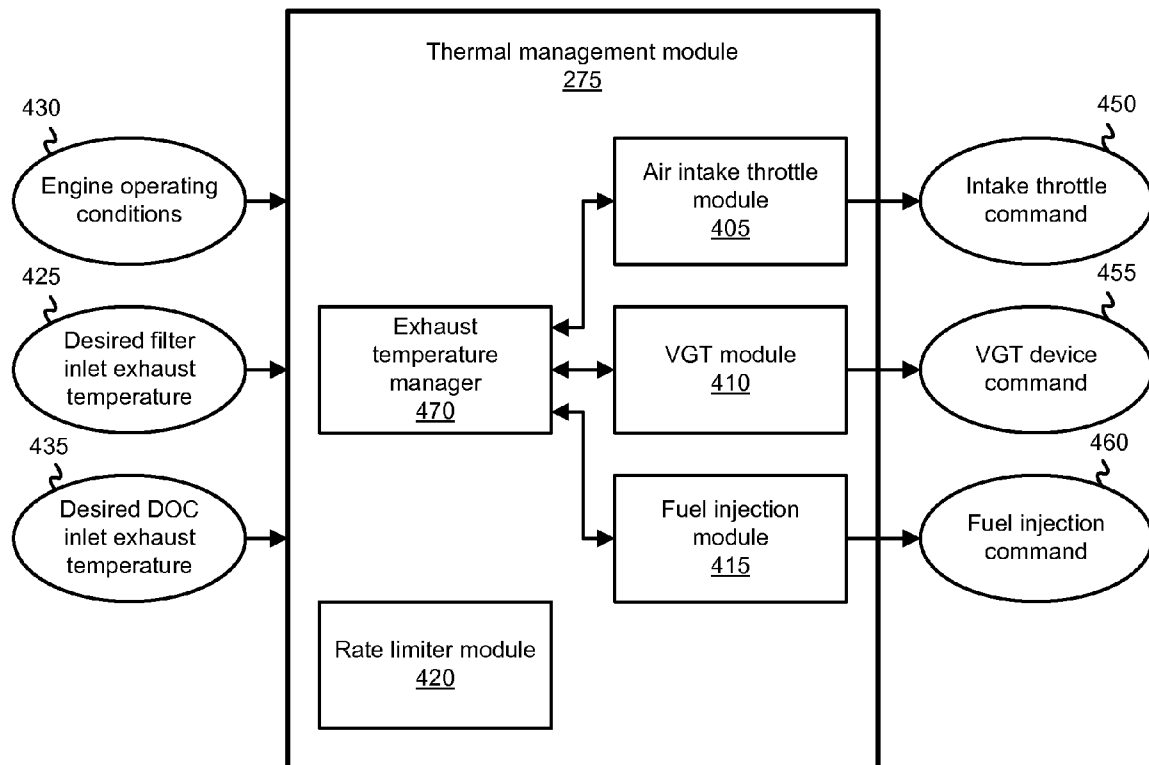 Thermal management module
275
430
Engine operating
conditions
425
Desired filter
inlet exhaust
temperature
435
Desired DOC
inlet exhaust
temperature
Exhaust
temperature
manager
470
Rate limiter module
420
Air intake throttle
module
405
VGT module
410
Fuel injection
module
415
450
Intake throttle
command
455
VGT device
command
460
Fuel injection
command